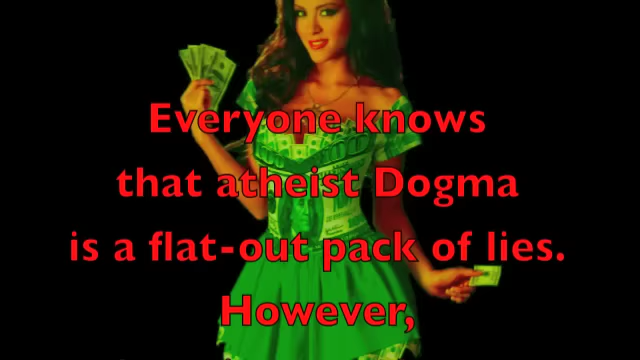 Everyone knows
that atheist Dogma
is a flat-out pack of lies.
However,